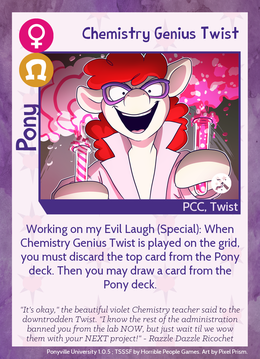 Chemistry Genius Twist
Pony
PCC, Twist
Working on my Evil Laugh (Special): When
Chemistry Genius Twist is played on the grid,
you must discard the top card from the Pony
deck. Then you may draw a card from the
Pony deck.
"It's okay," the beautiful violet Chemistry teacher said to the
downtrodden Twist. "I know the rest of the administration
banned you from the lab NOW, but just wait til we wow
them with your NEXT project!" - Razzle Dazzle Ricochet
Ponyville University 1.0.5 ; TSSSF by Horrible People Games. Art by Pixel Prism.